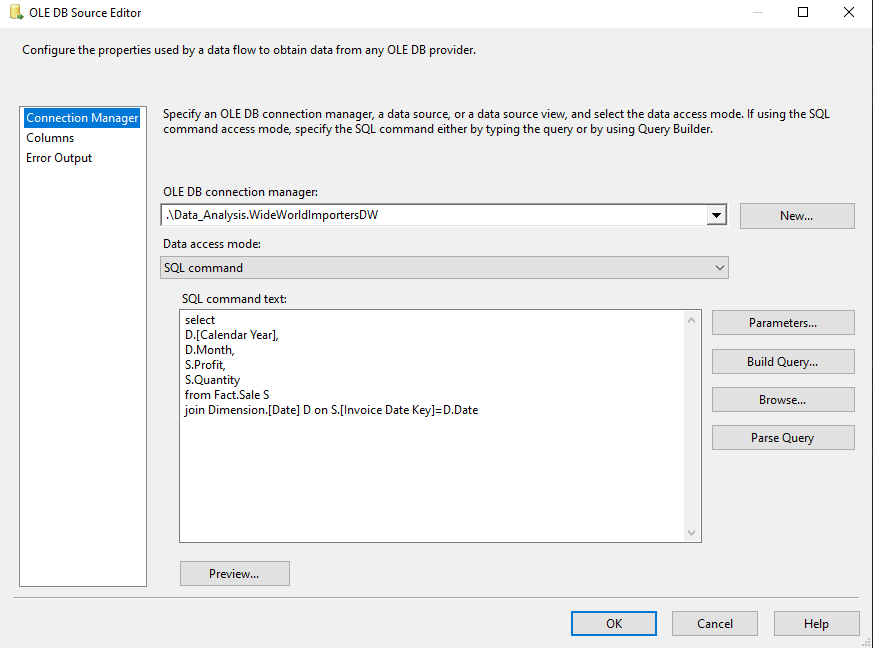 OLE DB Source Editor
Configure the properties used by a data flow to obtain data from any OLE DB provider.
Connection Manager
Columns
Error Output
Specify an OLE DB connection manager, a data source, or a data source view, and select the data access mode. If using the SQL
command access mode, specify the SQL command either by typing the query or by using Query Builder.
OLE DB connection manager:
.\Data_Analysis.WideWorldImportersDW
New...
Data access mode:
SQL command
SQL command text:
select
D.[Calendar Year],
D.Month,
S.Profit,
S.Quantity
from Fact.Sale S
join Dimension.[Date] D on S.[Invoice Date Key]=D.Date
Parameters...
Build Query...
Browse...
Parse Query
Preview...
OK
Cancel
Help